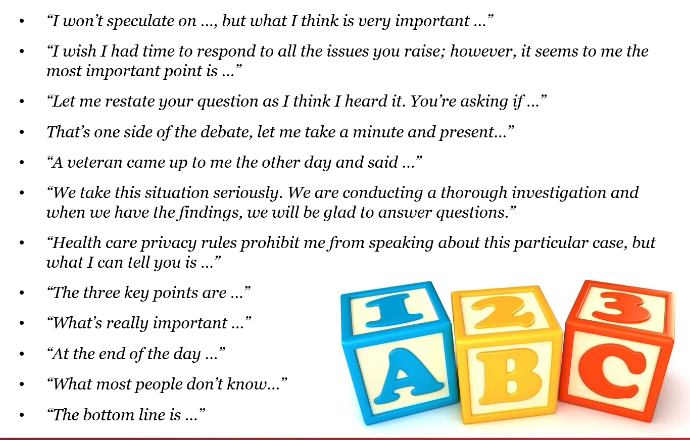 • “I won’t speculate on …, but what I think is very important …”
• “I wish I had time to respond to all the issues you raise; however, it seems to me the
most important point is …”
• “Let me restate your question as I think I heard it. You’re asking if …”
• That’s one side of the debate, let me take a minute and present…”
• “A veteran came up to me the other day and said …”
• “We take this situation seriously. We are conducting a thorough investigation and
when we have the findings, we will be glad to answer questions.”
• “Health care privacy rules prohibit me from speaking about this particular case, but
what I can tell you is …”
• “The three key points are …”
• “What’s really important …”
• “At the end of the day …”
• “What most people don’t know…”
• “The bottom line is …”
1 2 3
A B C